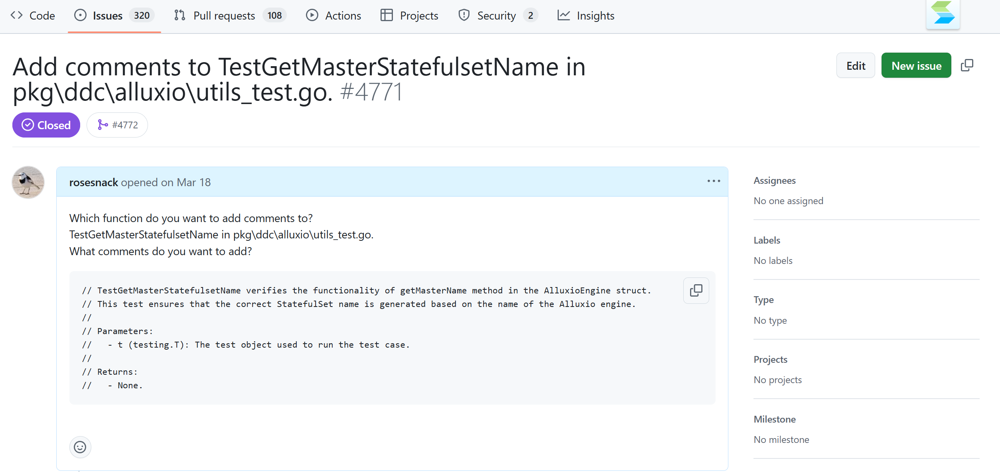 Code Issues 320 Pull requests 108 Actions Projects Security 2 Insights
Add comments to TestGetMasterStatefulsetName in
pkg\ddc\alluxio\utils_test.go. #4771
Edit New issue
Closed #4772
rosesnack opened on Mar 18
Which function do you want to add comments to?
TestGetMasterStatefulsetName in pkg\ddc\alluxio\utils_test.go.
What comments do you want to add?
// TestGetMasterStatefulsetName verifies the functionality of getMasterName method in the AlluxioEngine struct.
// This test ensures that the correct StatefulSet name is generated based on the name of the Alluxio engine.
//
// Parameters:
//   - t (testing.T): The test object used to run the test case.
//
// Returns:
//   - None.
Assignees
No one assigned
Labels
No labels
Type
No type
Projects
No projects
Milestone
No milestone